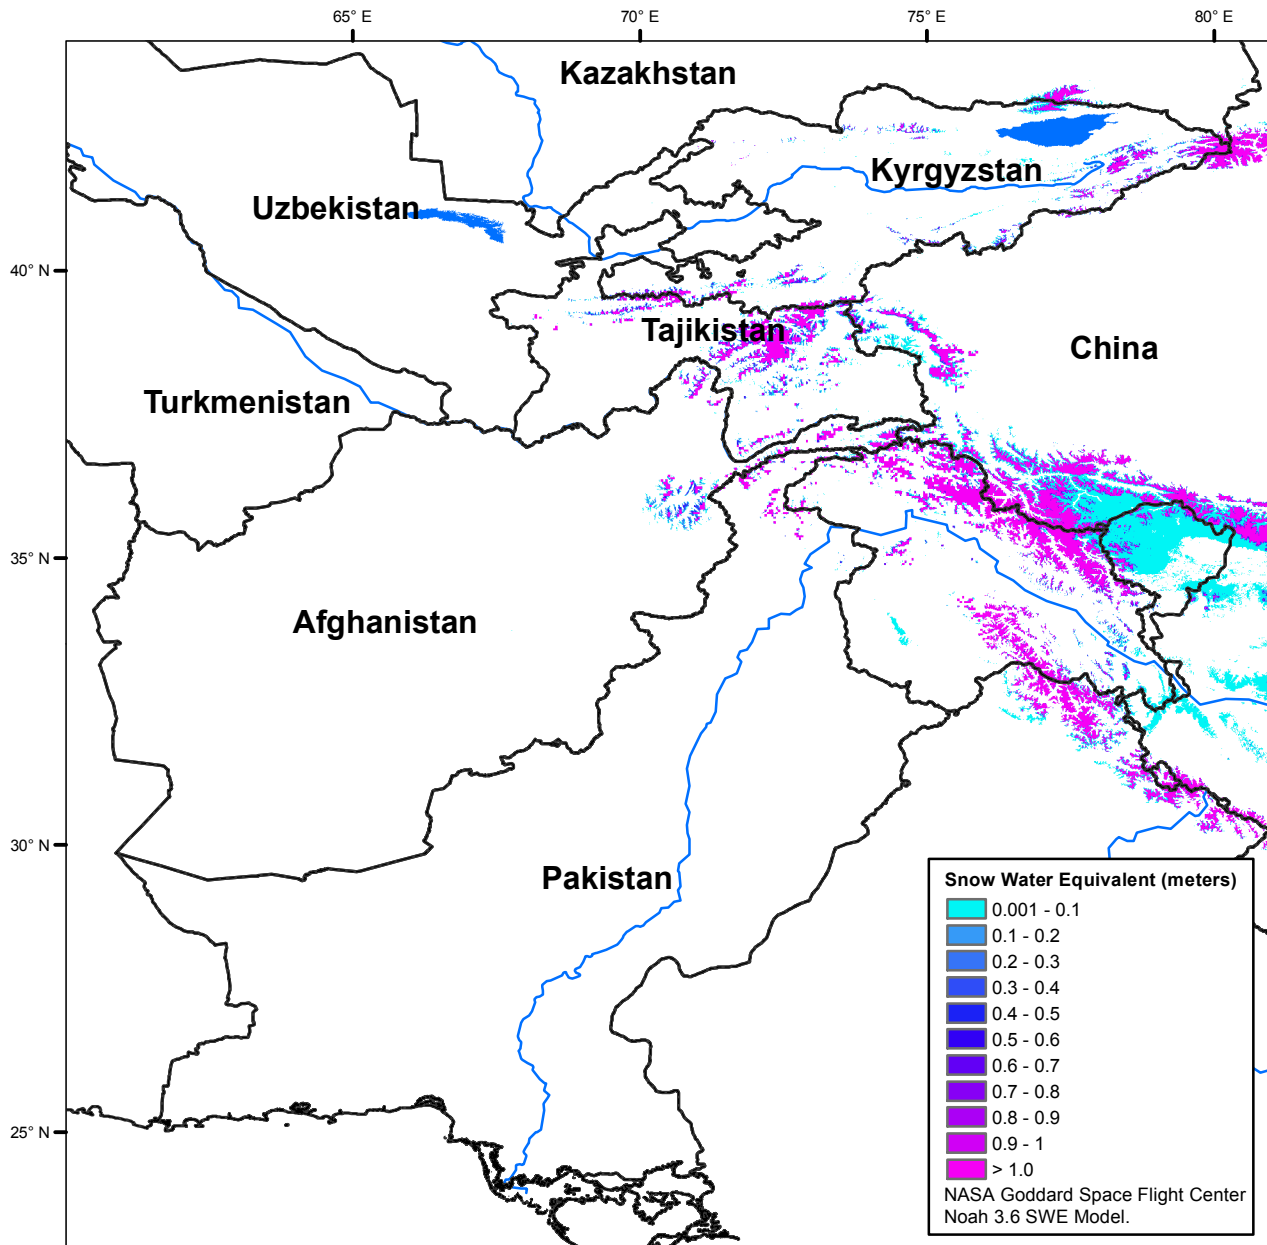 65° E
70° E
75° E
80° E
Kazakhstan
Kyrgyzstan
Uzbekistan
40° N
Tajikistan
China
Turkmenistan
35° N
Afghanistan
30° N
Pakistan
25° N
Snow Water Equivalent (meters)
0.001 - 0.1
0.1 - 0.2
0.2 - 0.3
0.3 - 0.4
0.4 - 0.5
0.5 - 0.6
0.6 - 0.7
0.7 - 0.8
0.8 - 0.9
0.9 - 1
> 1.0
NASA Goddard Space Flight Center
Noah 3.6 SWE Model.